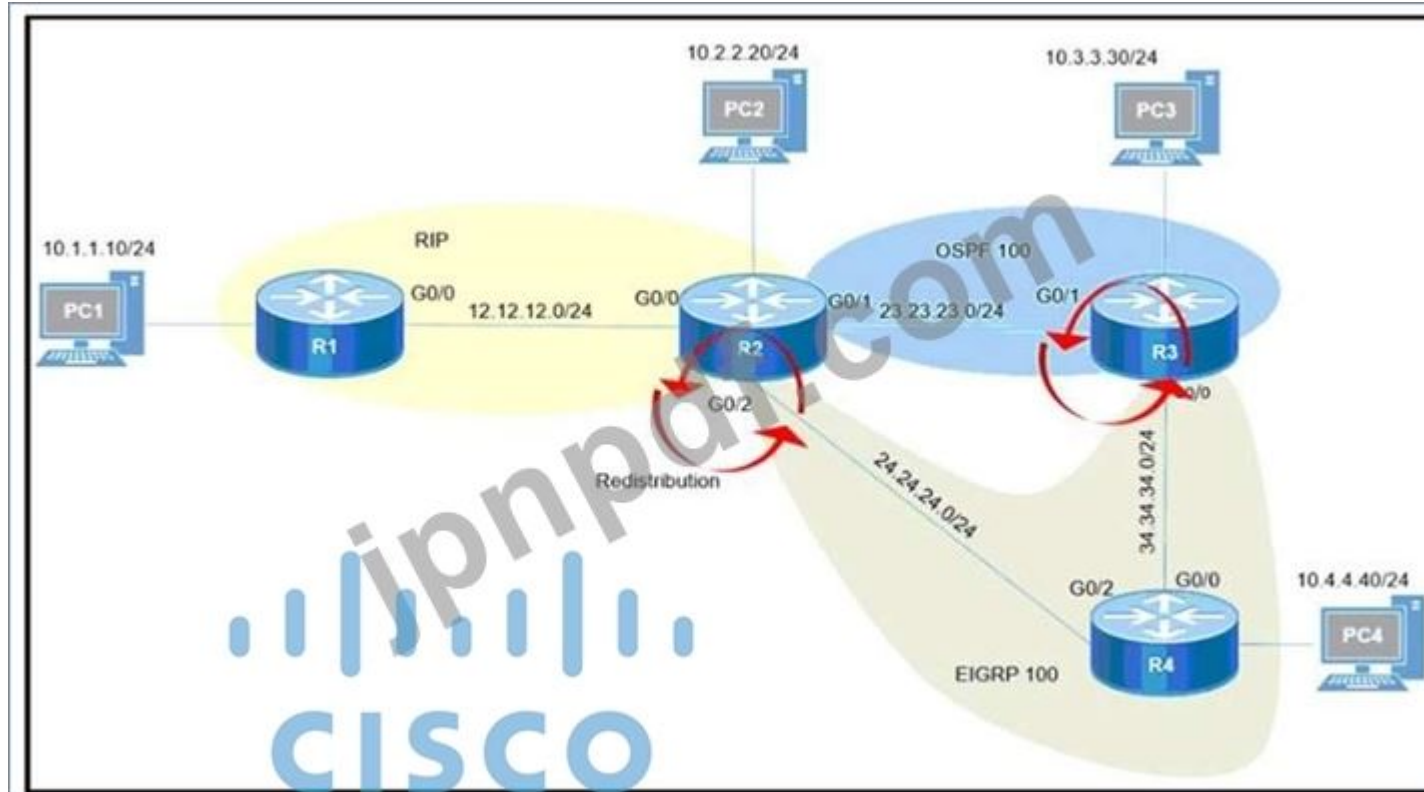 10.2.2.20/24
10.3.3.30/24
PC2
PC3
RIP
OSPF 100
10.1.1.10/24
PC1
G0/0
12.12.12.0/24
G0/0
G0/1
23.23.23.0/24
G0/1
R1
R2
R3
G0/2
G0/0
Redistribution
24.24.24.0/24
34.34.34.0/24
jpnpdf.com
G0/2
G0/0
10.4.4.40/24
PC4
EIGRP 100
R4
CISCO